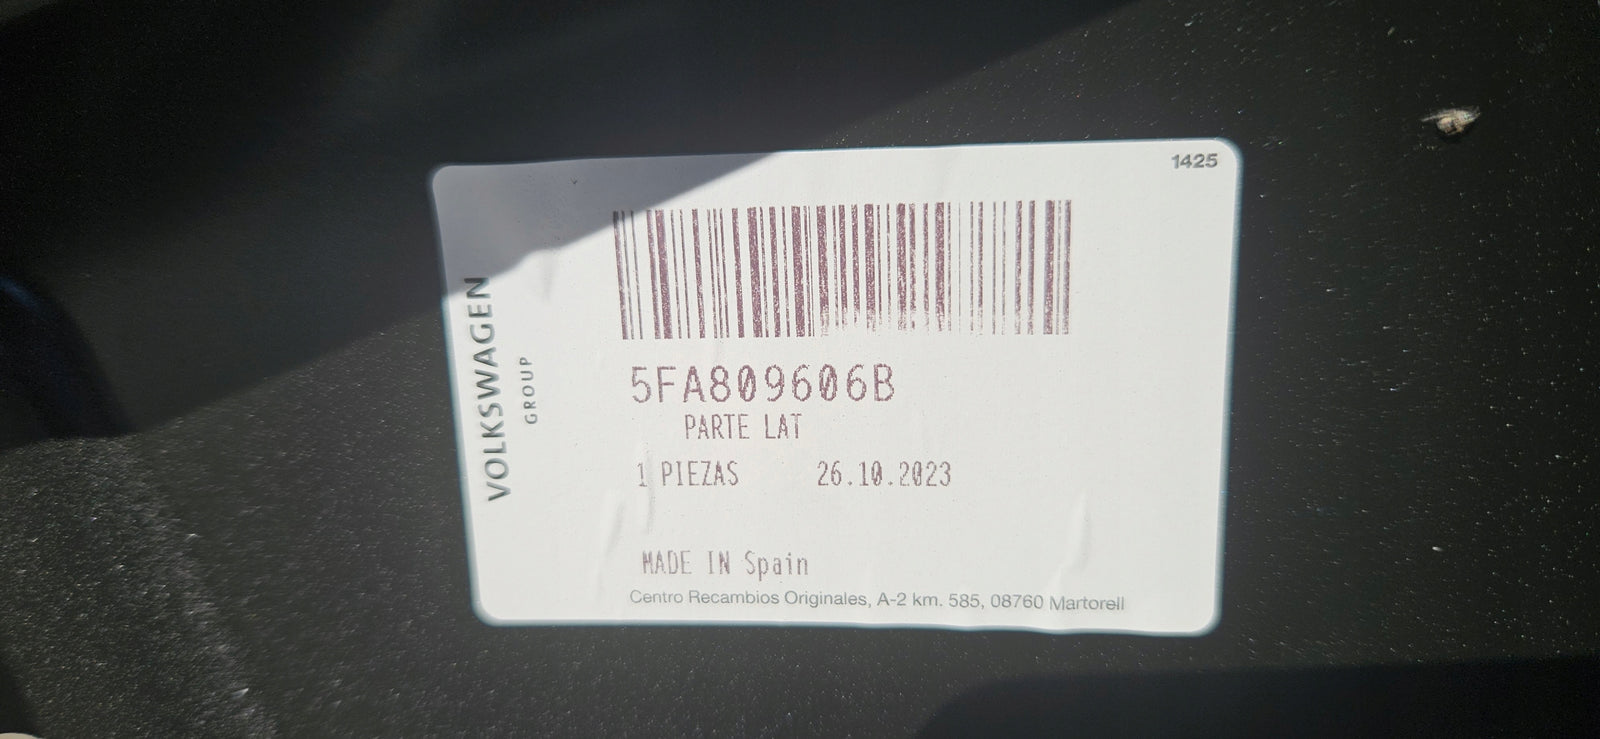 1425
VOLKSWAGEN
GROUP
5FA809606B
PARTE LAT
1 PIEZAS 26.10.2023
MADE IN Spain
Centro Recambios Originales, A-2 km. 585, 08760 Martorell